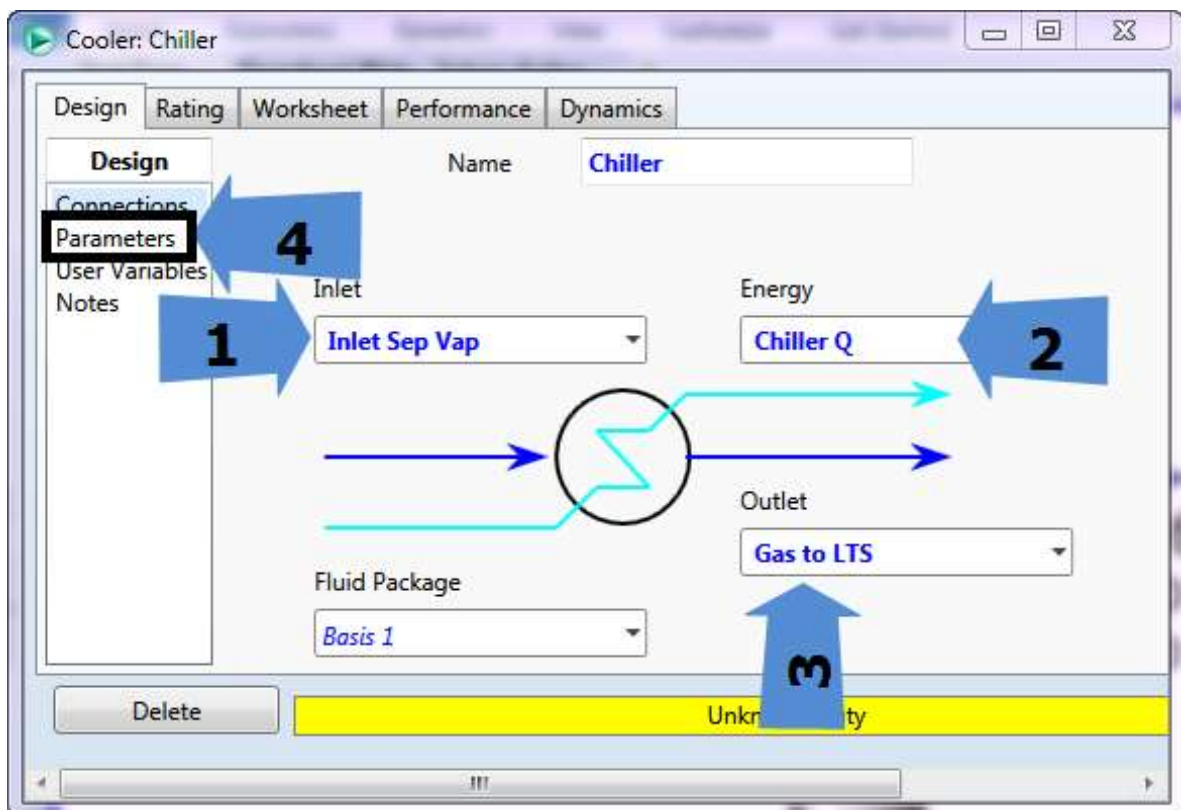 Cooler: Chiller
Design Rating Worksheet Performance Dynamics
Design
Name Chiller
Connections
Parameters
User Variables
Notes
4
Inlet
Energy
1
Inlet Sep Vap
Chiller Q
2
Outlet
Gas to LTS
Fluid Package
Basis 1
3
Delete